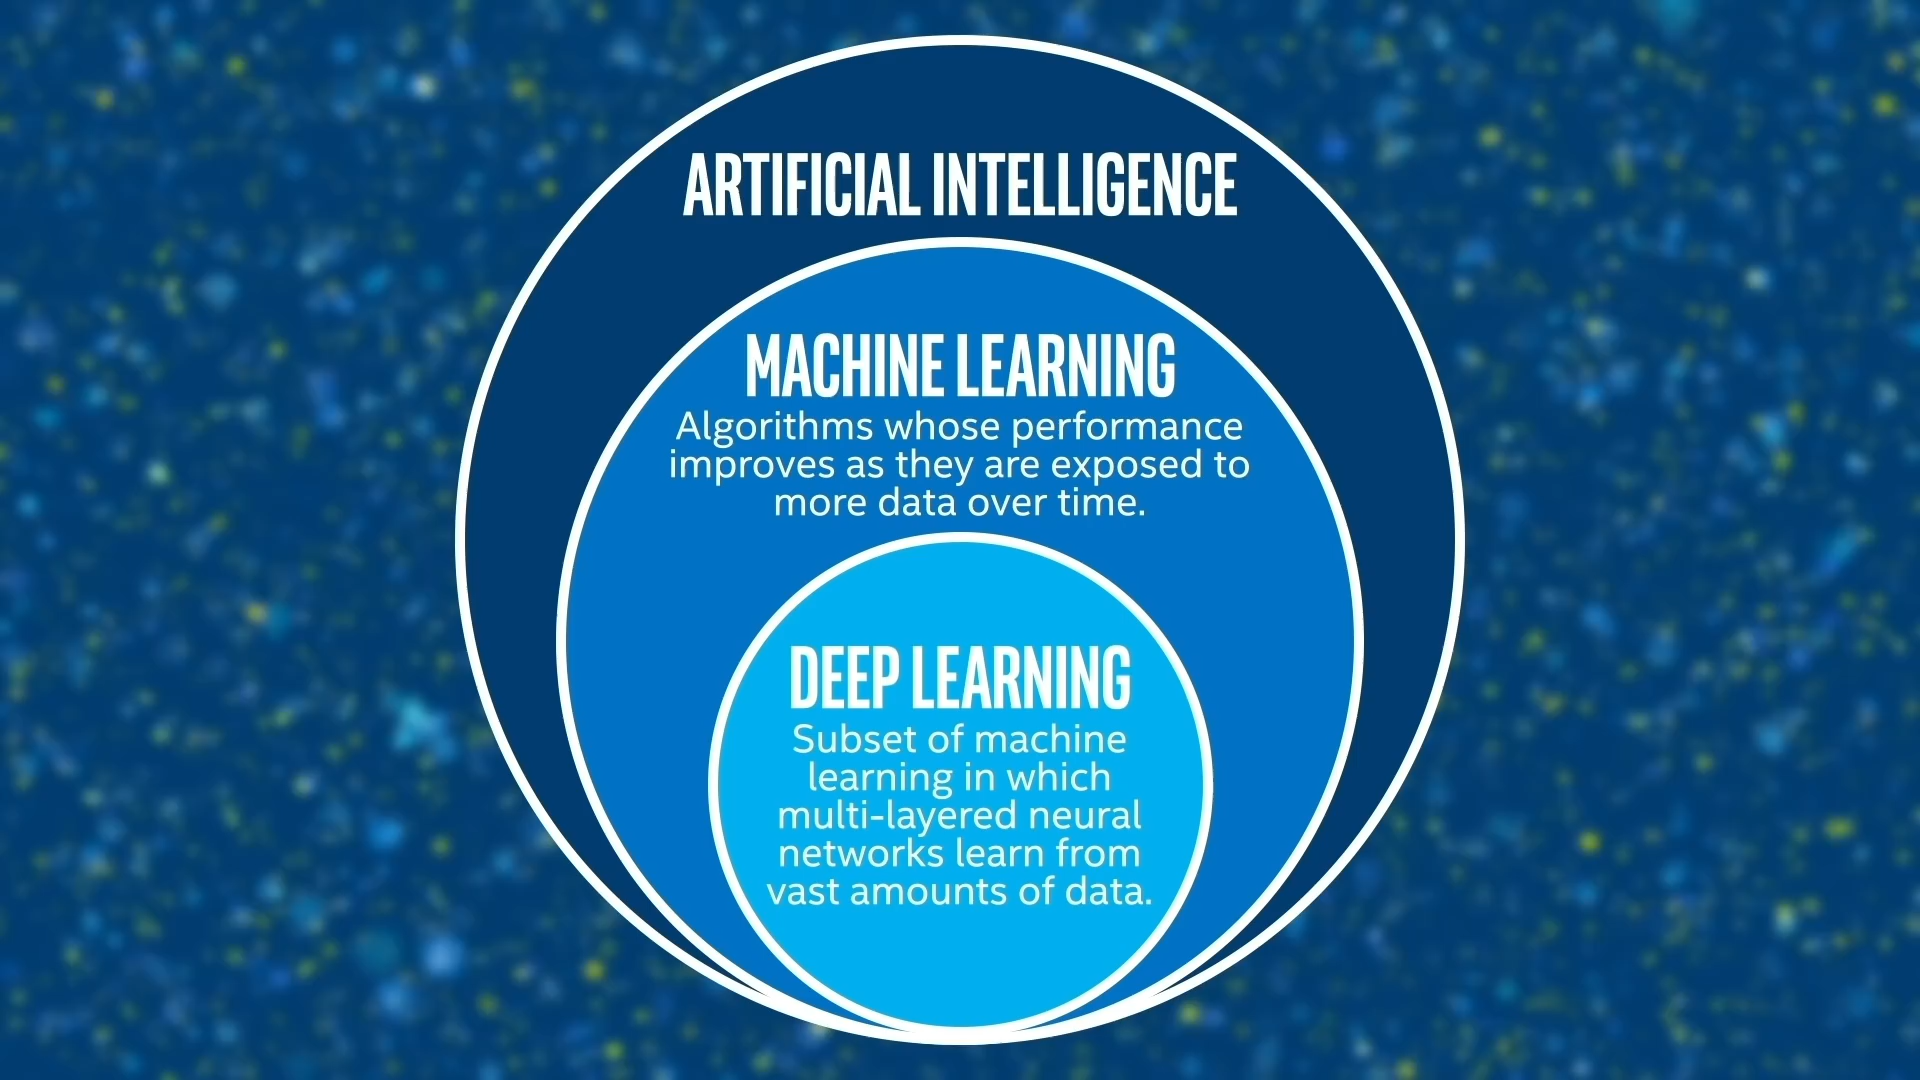 ARTIFICIAL INTELLIGENCE
MACHINE LEARNING
Algorithms whose performance
improves as they are exposed to
more data over time.
DEEP LEARNING
Subset of machine
learning in which
multi-layered neural
networks learn from
vast amounts of data.